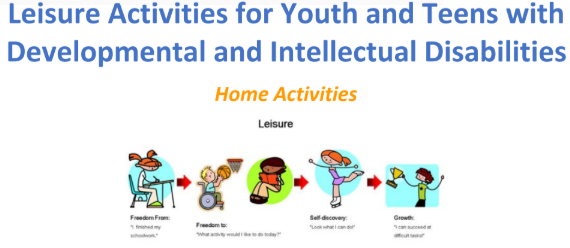 Leisure Activities for Youth and Teens with
Developmental and Intellectual Disabilities
Home Activities
Leisure
Freedom From:
"I finished my
schoolwork."
Freedom to:
"What activity would I like to do today?"
Self-discovery:
"Look what I can do!"
Growth:
"I can succeed at
difficult tasks!"